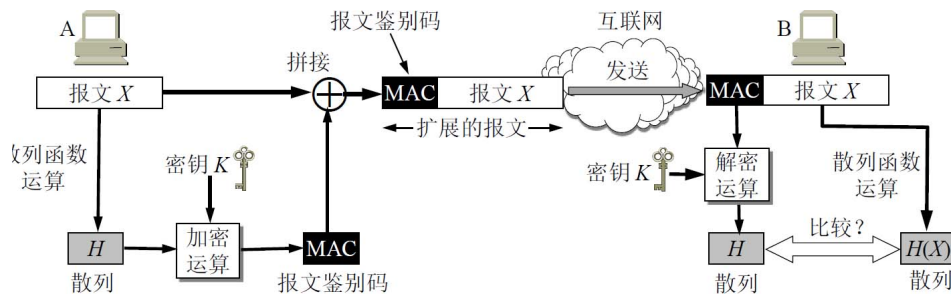 报文鉴别码
互联网
A
B
拼接
发送
报文 X
MAC
报文 X
MAC
报文 X
扩展的报文
散列函数
运算
密钥 K
密钥 K
解密
运算
散列函数
运算
H
加密
运算
MAC
H
比较？
H(X)
散列
报文鉴别码
散列
散列